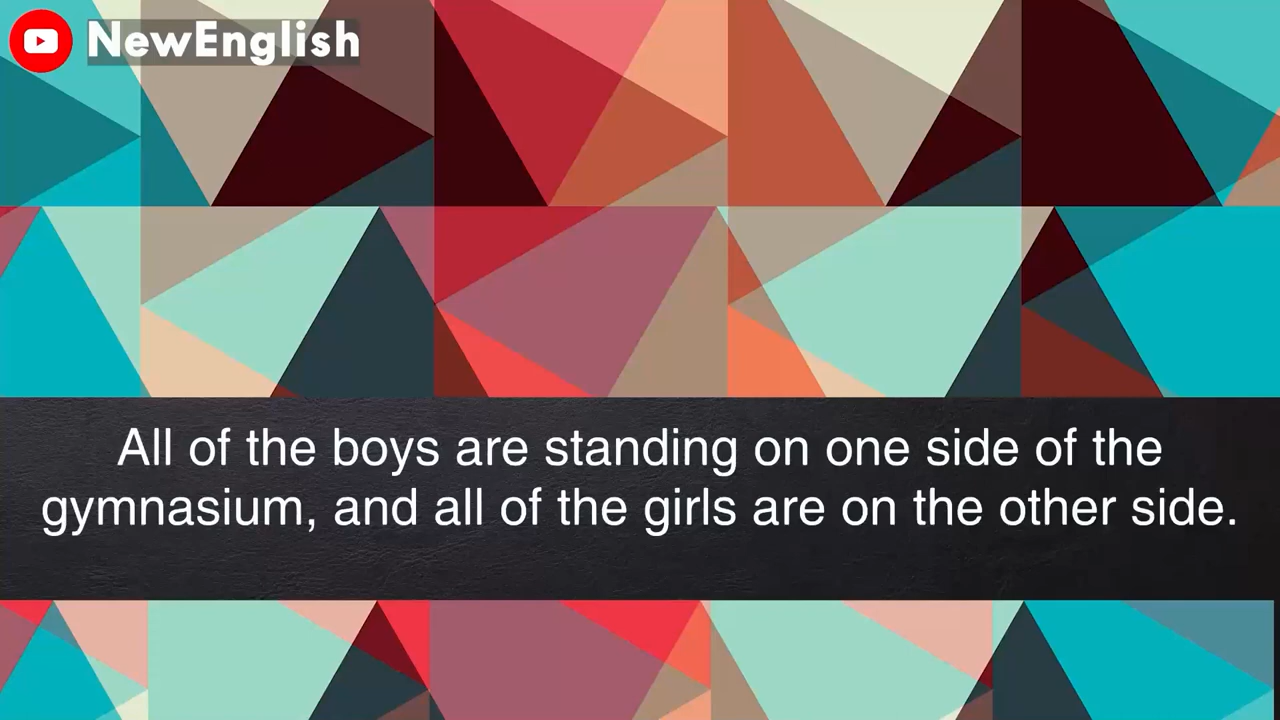 NewEnglish
All of the boys are standing on one side of the
gymnasium, and all of the girls are on the other side.